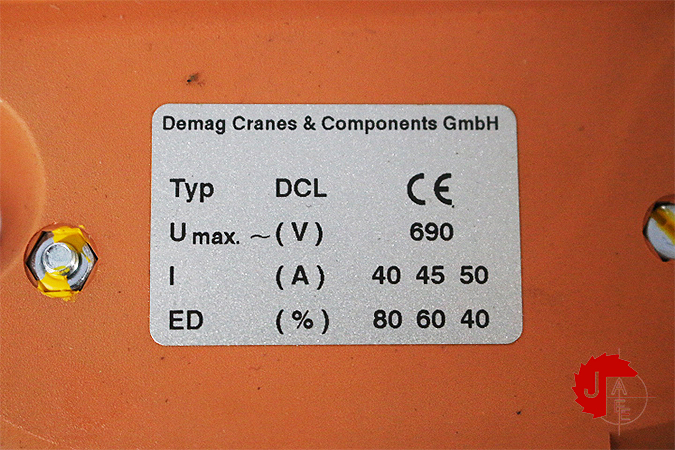 Demag Cranes & Components GmbH
Typ DCL CE
U max. ~ (V) 690
I (A) 40 45 50
ED (%) 80 60 40
J